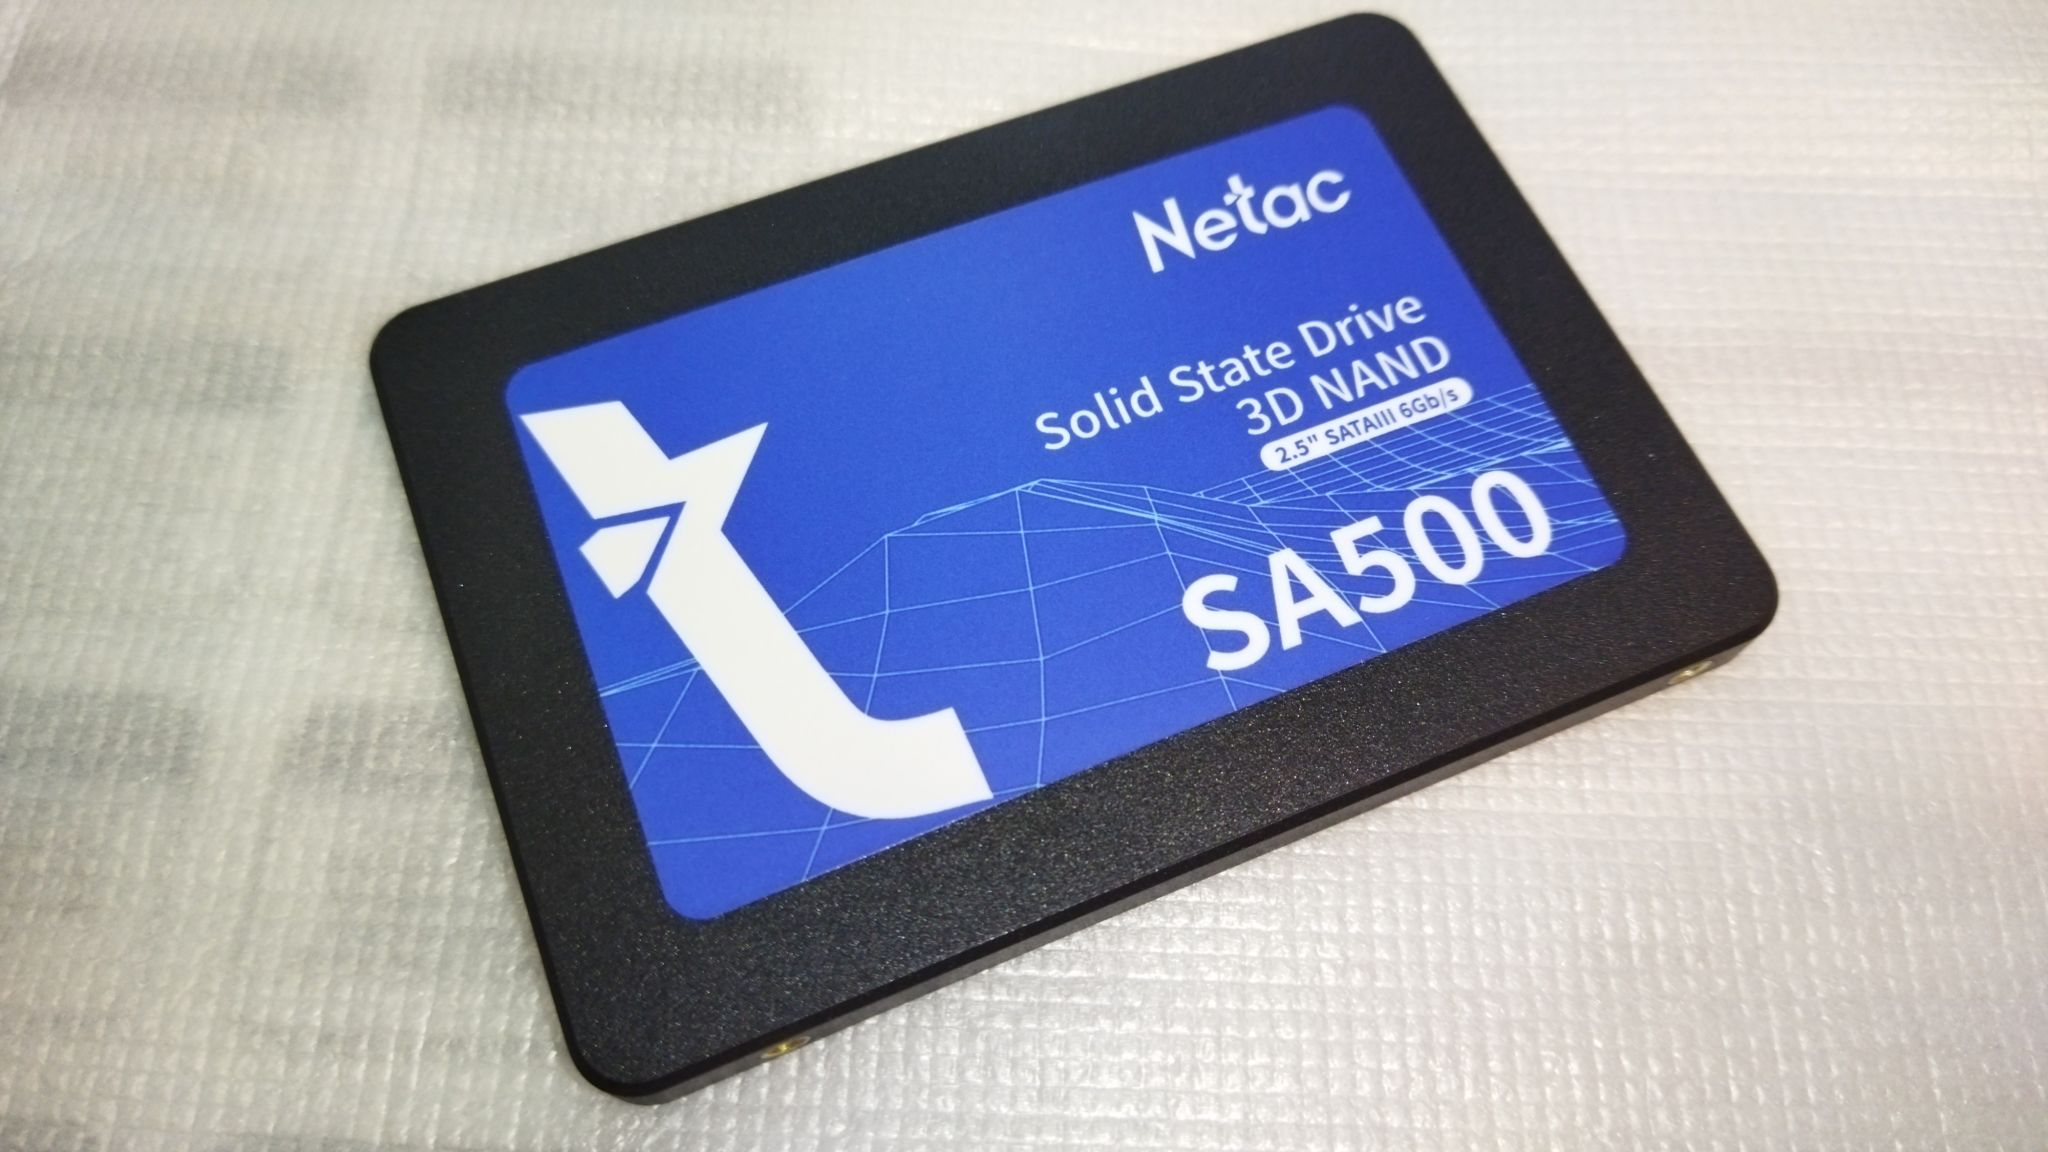 Netac
Solid State Drive
3D NAND
2.5" SATAIII 6Gb/s
SA500